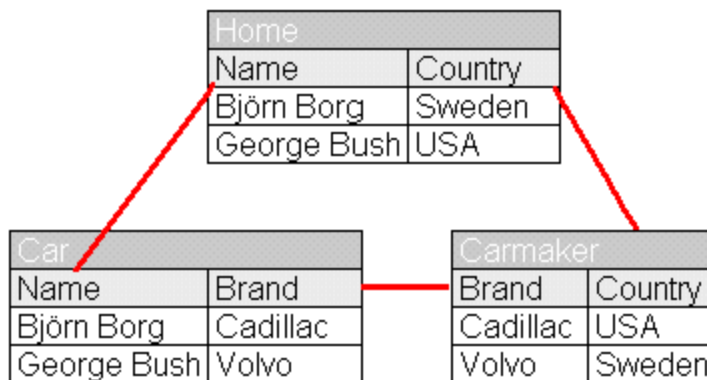 Home
Name Country
Björn Borg Sweden
George Bush USA
Car
Name Brand
Björn Borg Cadillac
George Bush Volvo
Carmaker
Brand Country
Cadillac USA
Volvo Sweden